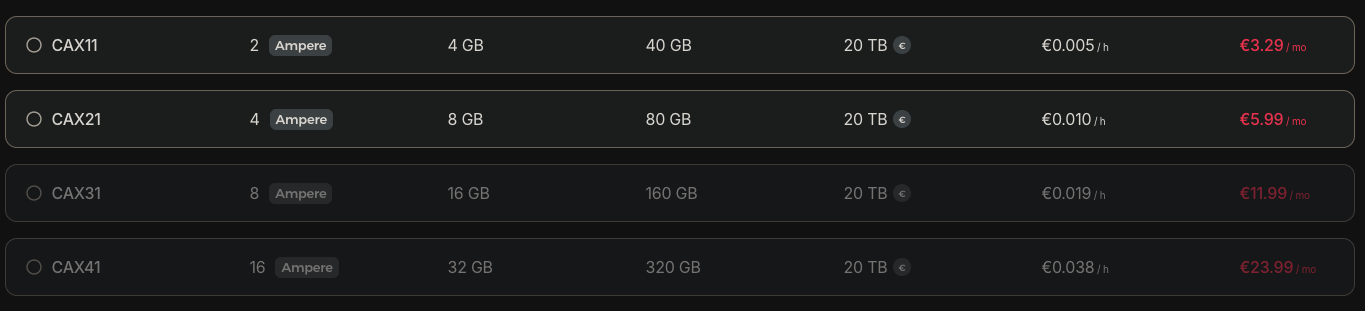 CAX11 2 Ampere 4 GB 40 GB 20 TB € €0.005 / h €3.29 / mo
CAX21 4 Ampere 8 GB 80 GB 20 TB € €0.010 / h €5.99 / mo
CAX31 8 Ampere 16 GB 160 GB 20 TB € €0.019 / h €11.99 / mo
CAX41 16 Ampere 32 GB 320 GB 20 TB € €0.038 / h €23.99 / mo